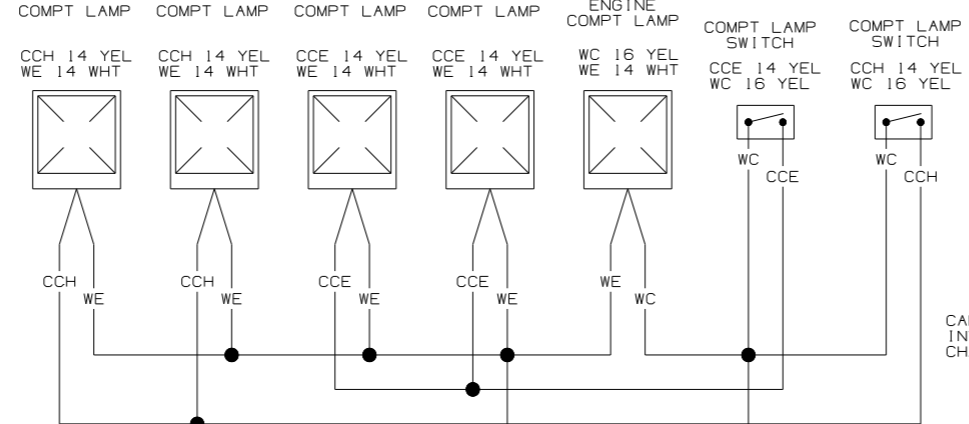 COMPT LAMP
CCH 14 YEL
WE 14 WHT
COMPT LAMP
CCH 14 YEL
WE 14 WHT
COMPT LAMP
CCE 14 YEL
WE 14 WHT
COMPT LAMP
CCE 14 YEL
WE 14 WHT
ENGINE
COMPT LAMP
WC 16 YEL
WE 14 WHT
COMPT LAMP
SWITCH
CCE 14 YEL
WC 16 YEL
COMPT LAMP
SWITCH
CCH 14 YEL
WC 16 YEL
WC
CCE
WC
CCH
CCH
WE
CCH
WE
CCE
WE
CCE
WE
WE
WC